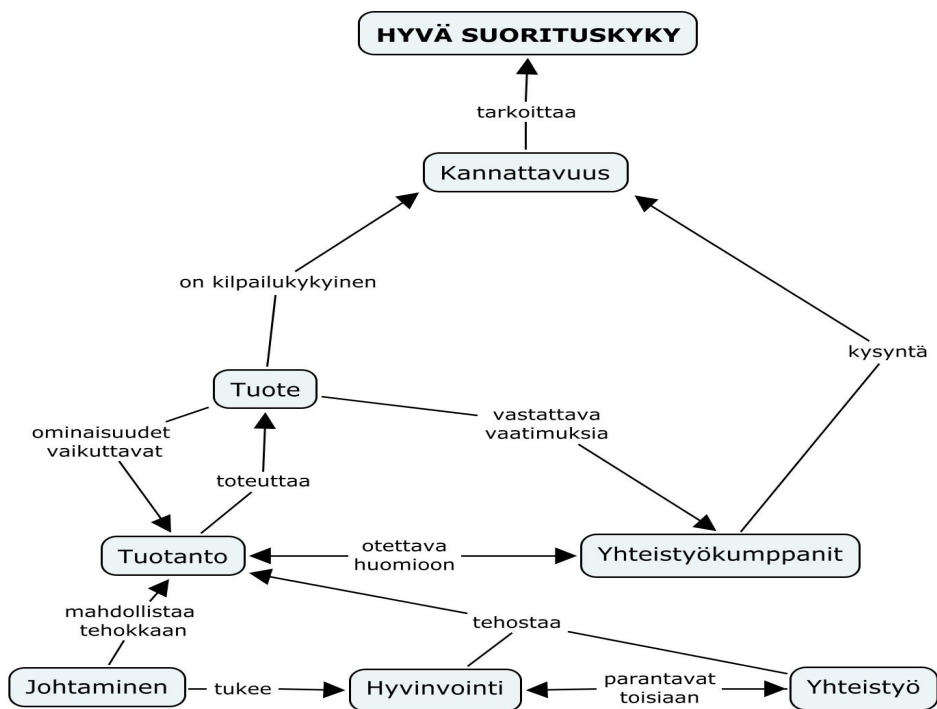 HYVÄ SUORITUSKYKY
tarkoittaa
Kannattavuus
on kilpailukykyinen
kysyntä
Tuote
ominaisuudet
vaikuttavat
vastattava
vaatimuksia
toteuttaa
Tuotanto
otettava
huomioon
Yhteistyökumppanit
mahdollistaa
tehokkaan
tehostaa
Johtaminen
tukee
Hyvinvointi
parantavat
toisiaan
Yhteistyö